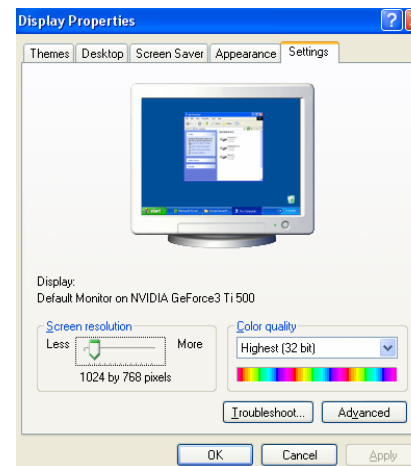 Display Properties
?
Themes Desktop Screen Saver Appearance Settings
start
Display:
Default Monitor on NVIDIA GeForce3 Ti 500
Screen resolution
Less More
1024 by 768 pixels
Color quality
Highest (32 bit)
Troubleshoot... Advanced
OK Cancel Apply